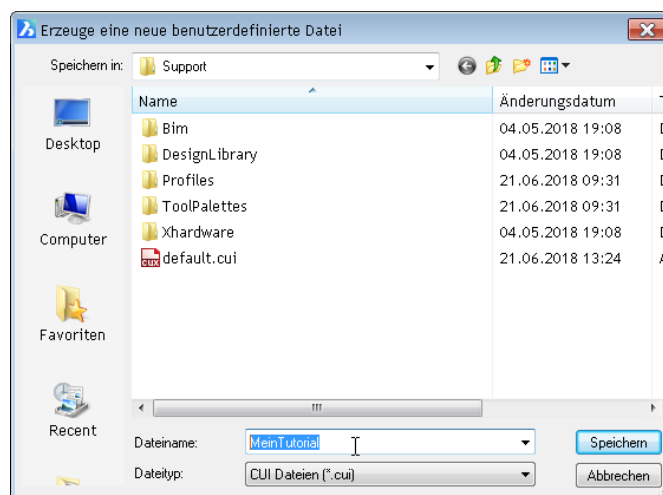 Erzeuge eine neue benutzerdefinierte Datei
Speichern in:
Support
Name
Änderungsdatum
Bim
04.05.2018 19:08
DesignLibrary
04.05.2018 19:08
Profiles
21.06.2018 09:31
ToolPalettes
21.06.2018 09:31
Xhardware
04.05.2018 19:08
default.cui
21.06.2018 13:24
Desktop
Computer
Favoriten
Recent
Dateiname:
MeinTutorial
Speichern
Dateityp:
CUI Dateien (*.cui)
Abbrechen